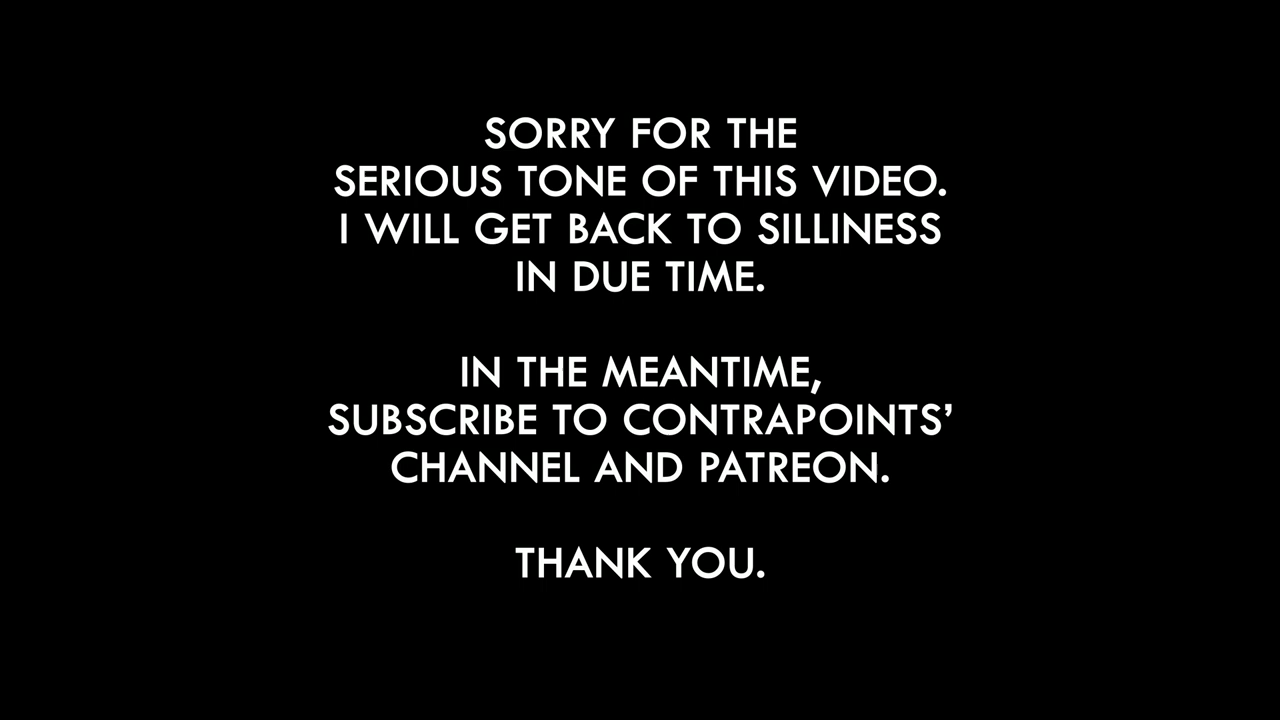 SORRY FOR THE
SERIOUS TONE OF THIS VIDEO.
I WILL GET BACK TO SILLINESS
IN DUE TIME.
IN THE MEANTIME,
SUBSCRIBE TO CONTRAPOINTS’
CHANNEL AND PATREON.
THANK YOU.